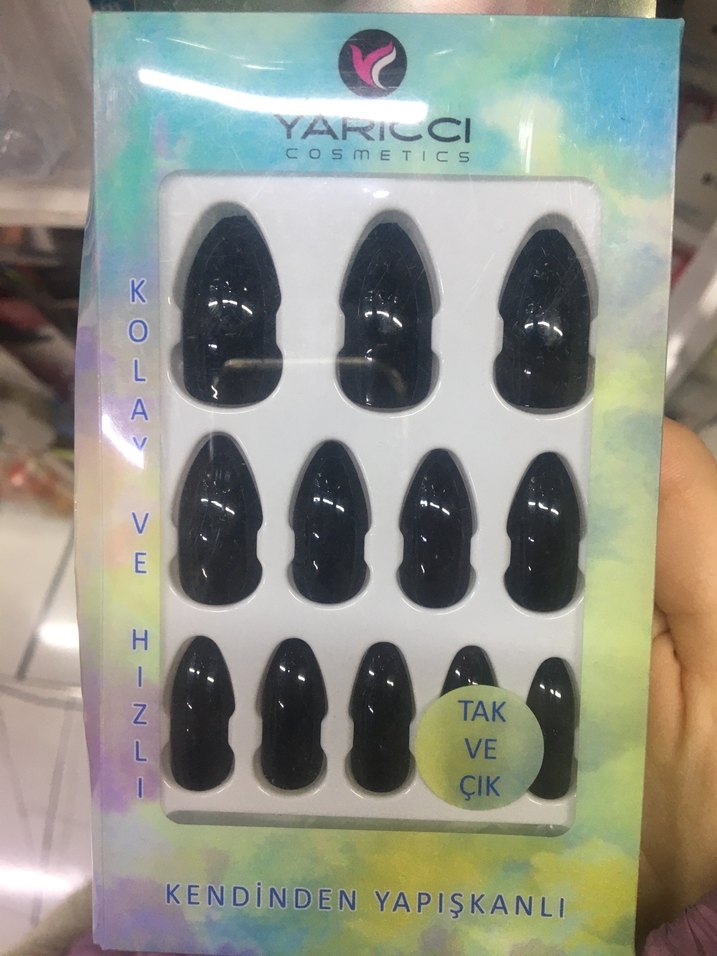 YARICCI
COSMETICS
KOLAY VE HIZLI
TAK
VE
ÇIK
KENDİNDEN YAPIŞKANLI